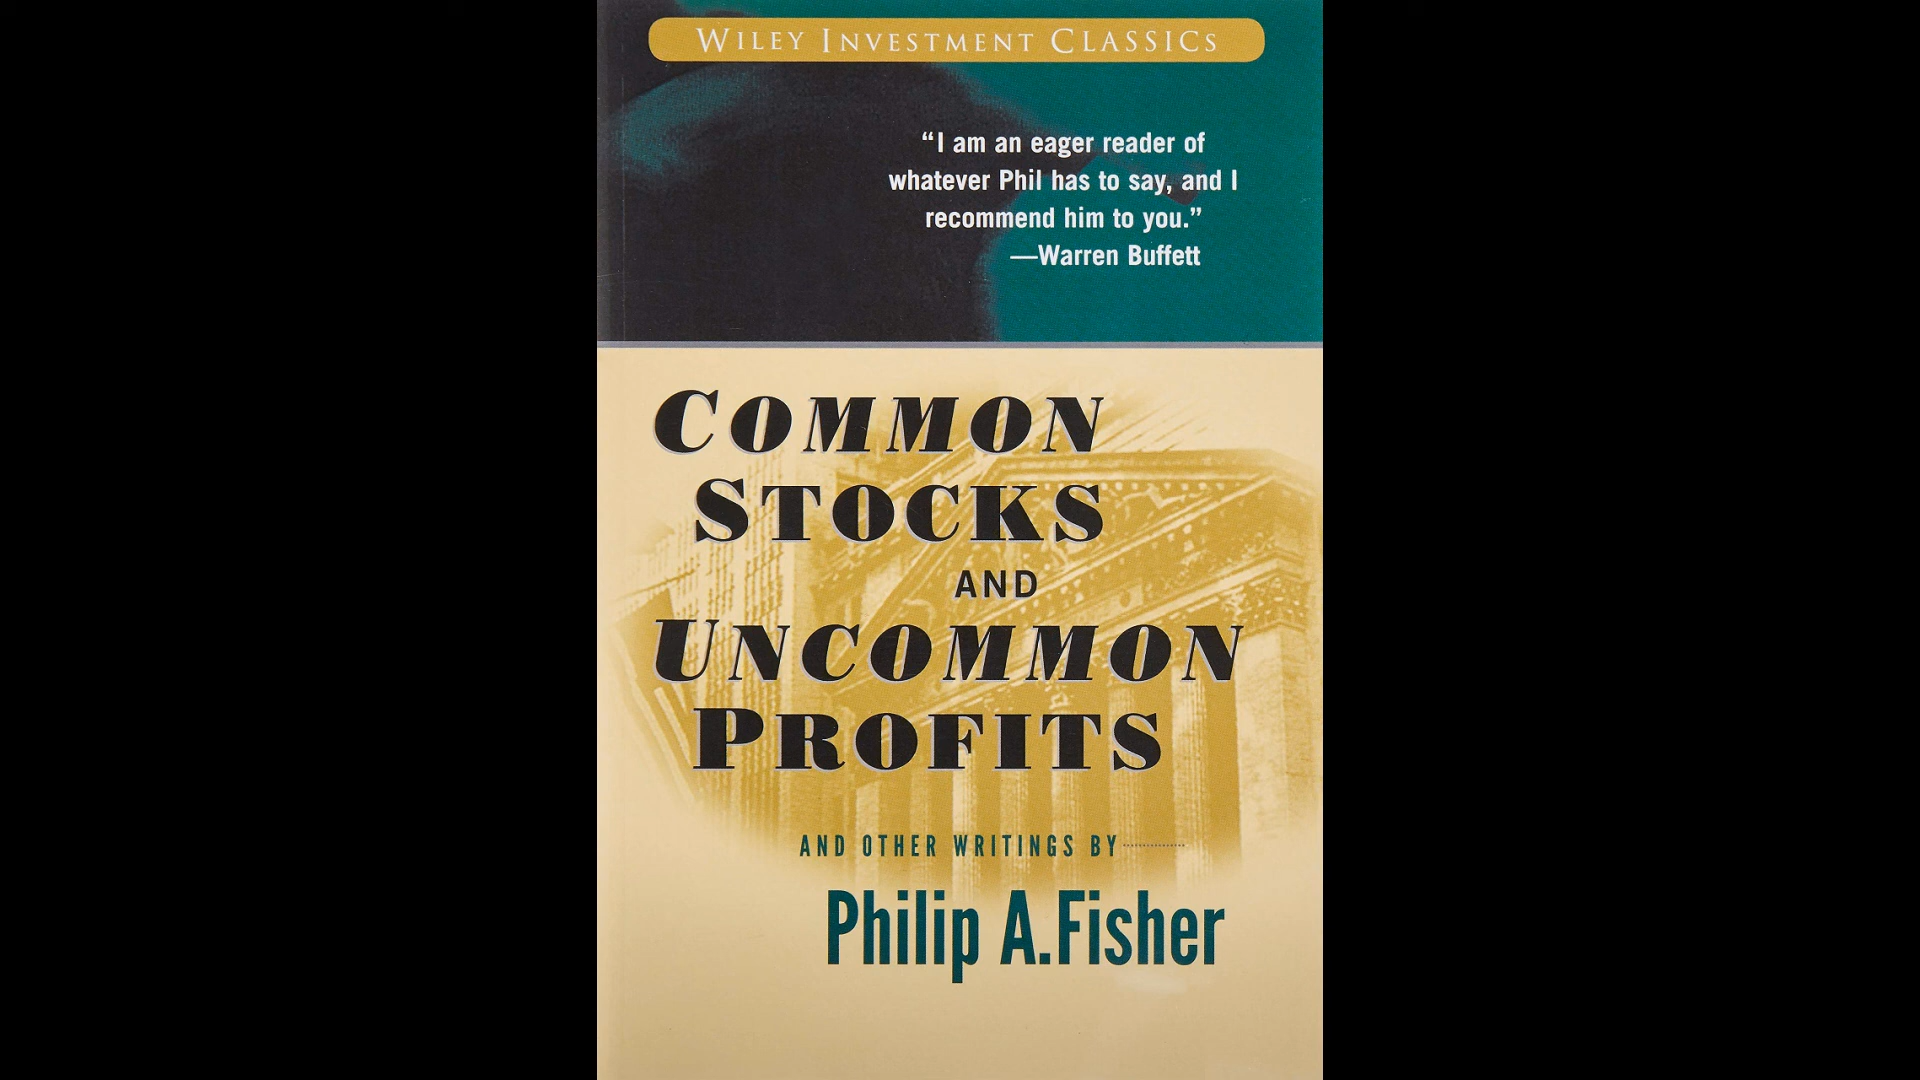 WILEY INVESTMENT CLASSICS
“I am an eager reader of
whatever Phil has to say, and I
recommend him to you.”
—Warren Buffett
COMMON
STOCKS
AND
UNCOMMON
PROFITS
AND OTHER WRITINGS BY
Philip A. Fisher